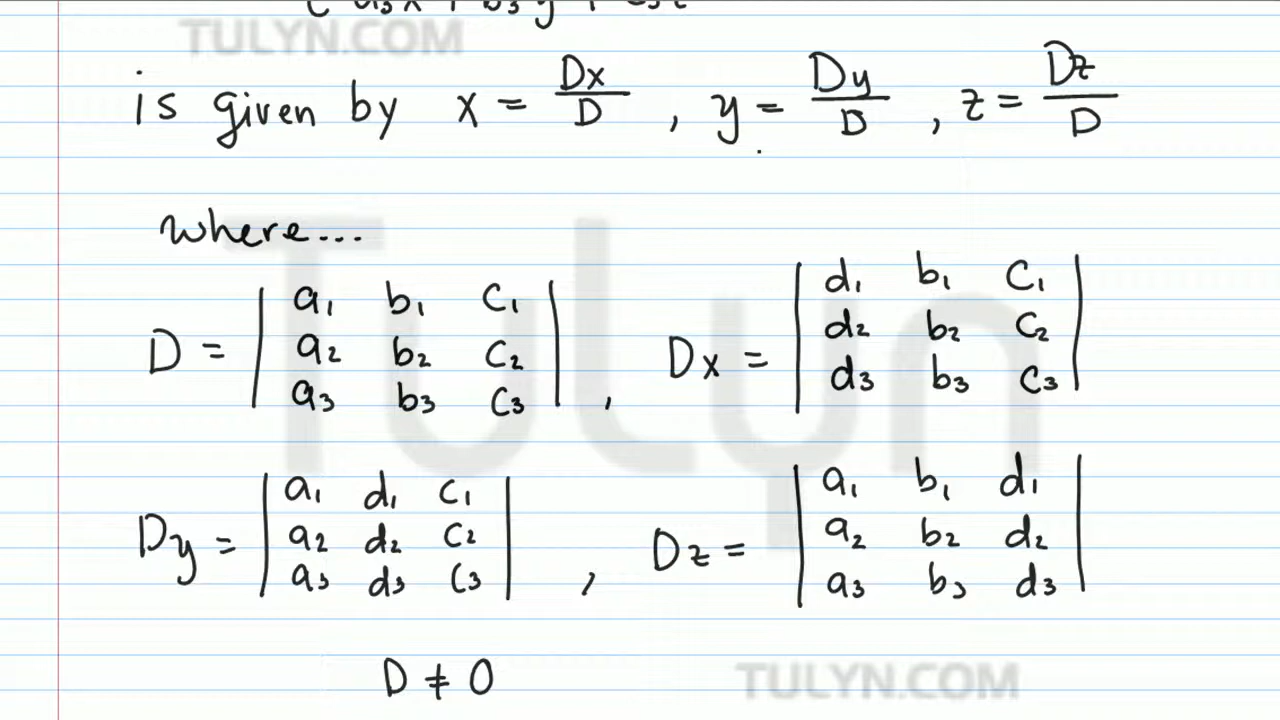 TULYN.COM
is given by x = Dx/D , y = Dy/D , z = Dz/D
where...
D = | a₁ b₁ c₁ | , Dx = | d₁ b₁ c₁ |
| a₂ b₂ c₂ | | d₂ b₂ c₂ |
| a₃ b₃ c₃ | | d₃ b₃ c₃ |
Tulyn
Dy = | a₁ d₁ c₁ | , Dz = | a₁ b₁ d₁ |
| a₂ d₂ c₂ | | a₂ b₂ d₂ |
| a₃ d₃ c₃ | | a₃ b₃ d₃ |
D ≠ 0
TULYN.COM